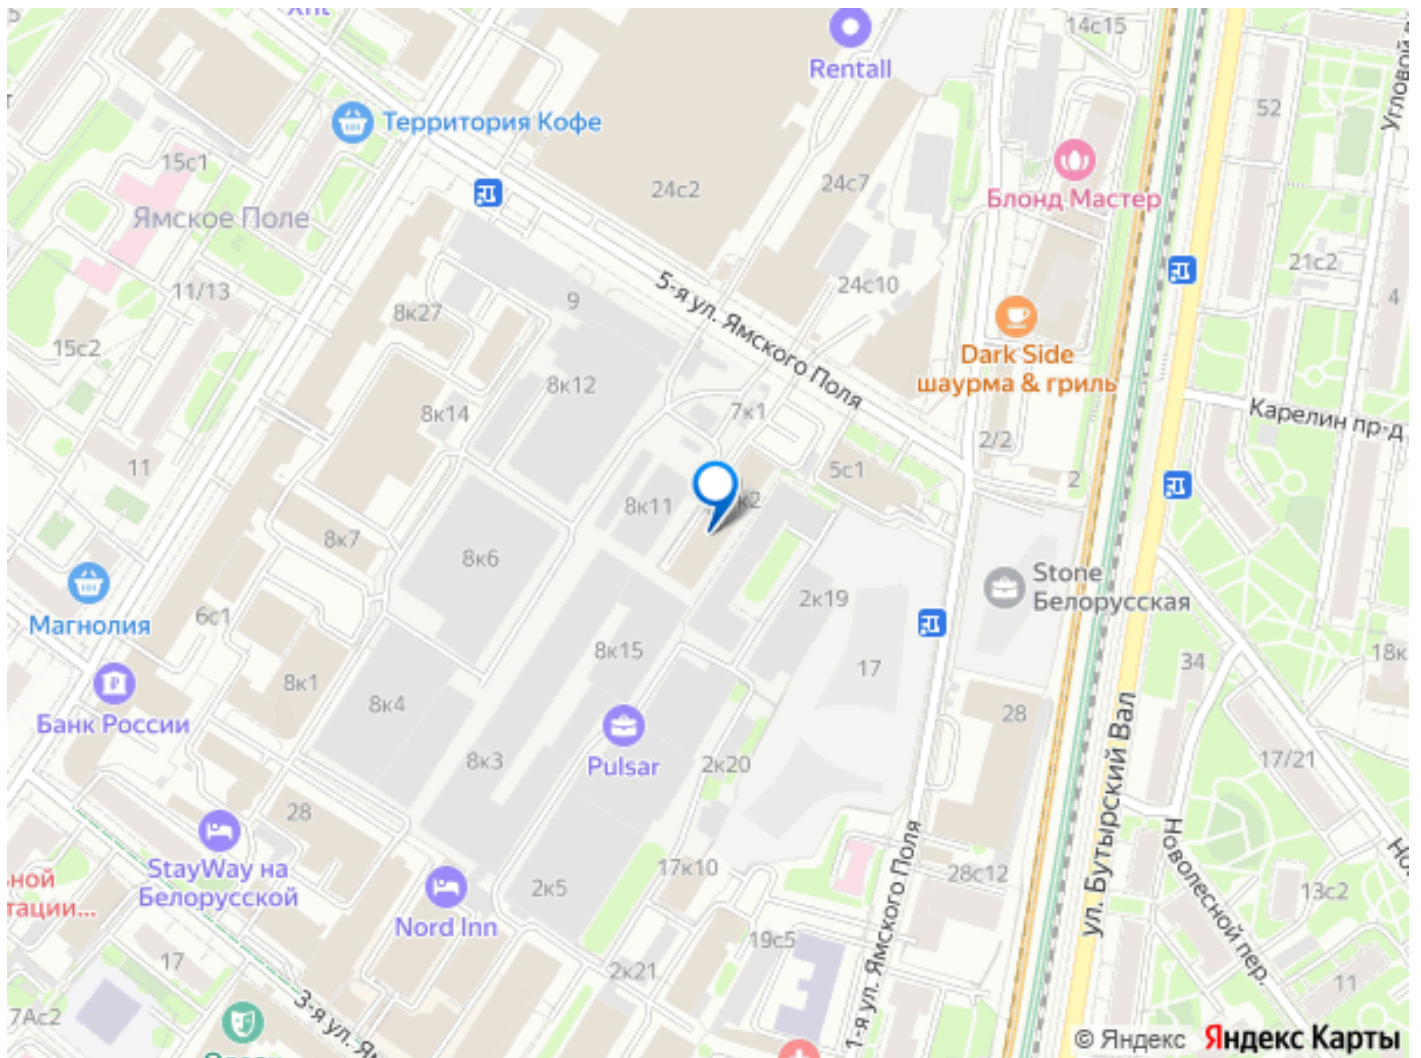 14с15
Rentall
Угловой
52
Территория Кофе
15с1
24с2
24с7
Блонд Мастер
Ямское Поле
21с2
5-я ул. Ямского Поля
24с10
11/13
9
8к27
4
Dark Side
шаурма & гриль
15с2
8к12
8к14
7к1
Карелин пр-д
2/2
11
5с1
2
8к11
к2
8к7
8к6
Stone
Белорусская
2к19
6с1
Магнолия
8к15
17
34
18к
8к1
8к4
Банк России
28
8к3
Pulsar
2к20
17/21
ул. Бутырский Вал
28
StayWay на
Белорусской
17к10
28с12
2к5
Nord Inn
13с2
Новолесной пер.
1-я ул. Ямского Поля
19с5
17
2к21
11
7Ас2
3-я ул. Ям
© Яндекс Яндекс Карты